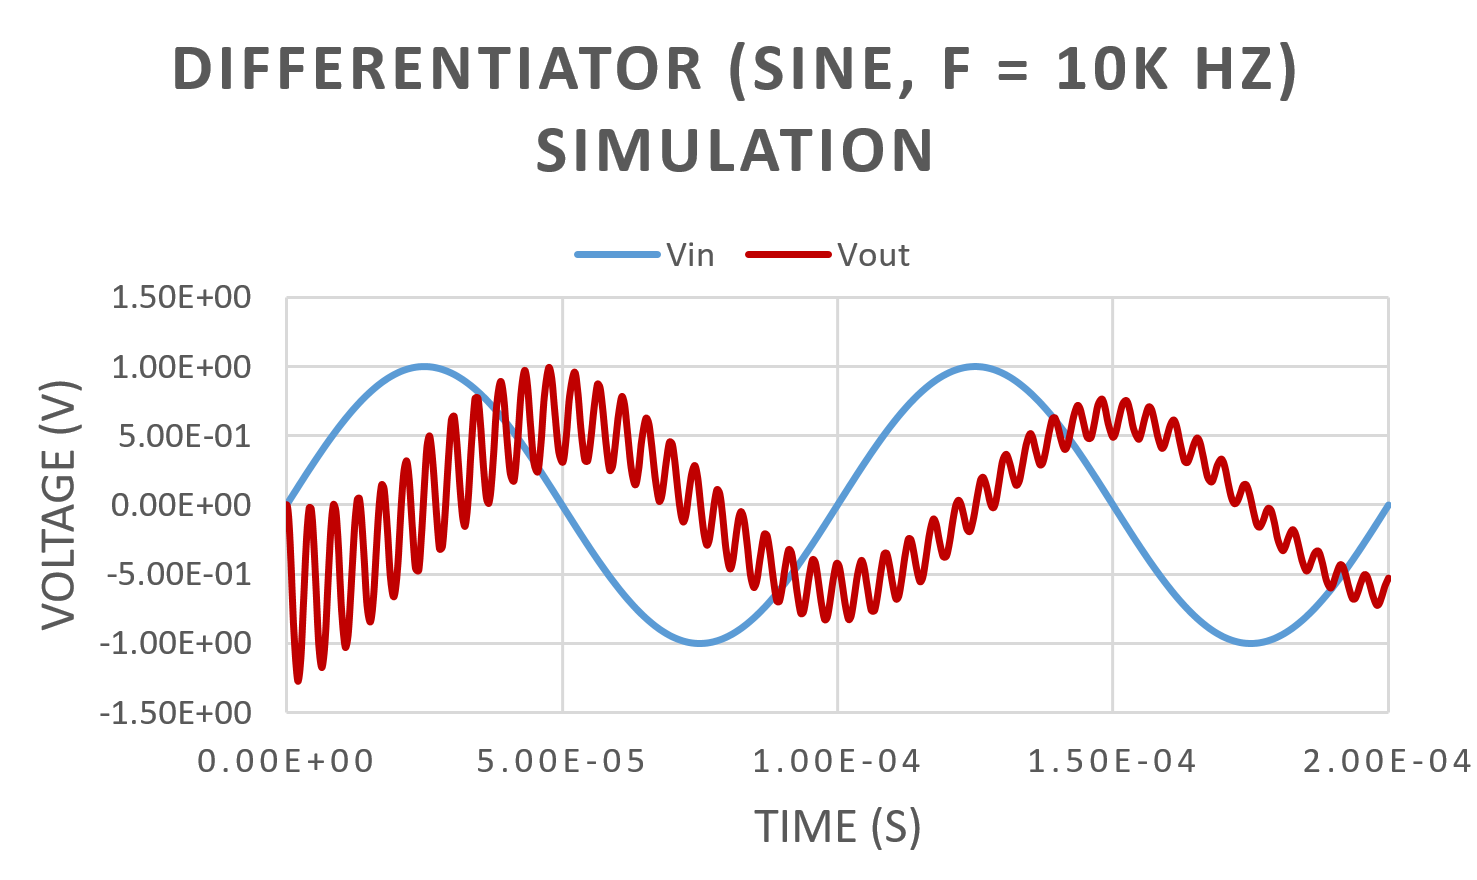 DIFFERENTIATOR (SINE, F = 10K HZ)
SIMULATION
Vin Vout
1.50E+00
1.00E+00
5.00E-01
0.00E+00
-5.00E-01
-1.00E+00
-1.50E+00
VOLTAGE (V)
0.00E+00 5.00E-05 1.00E-04 1.50E-04 2.00E-04
TIME (S)